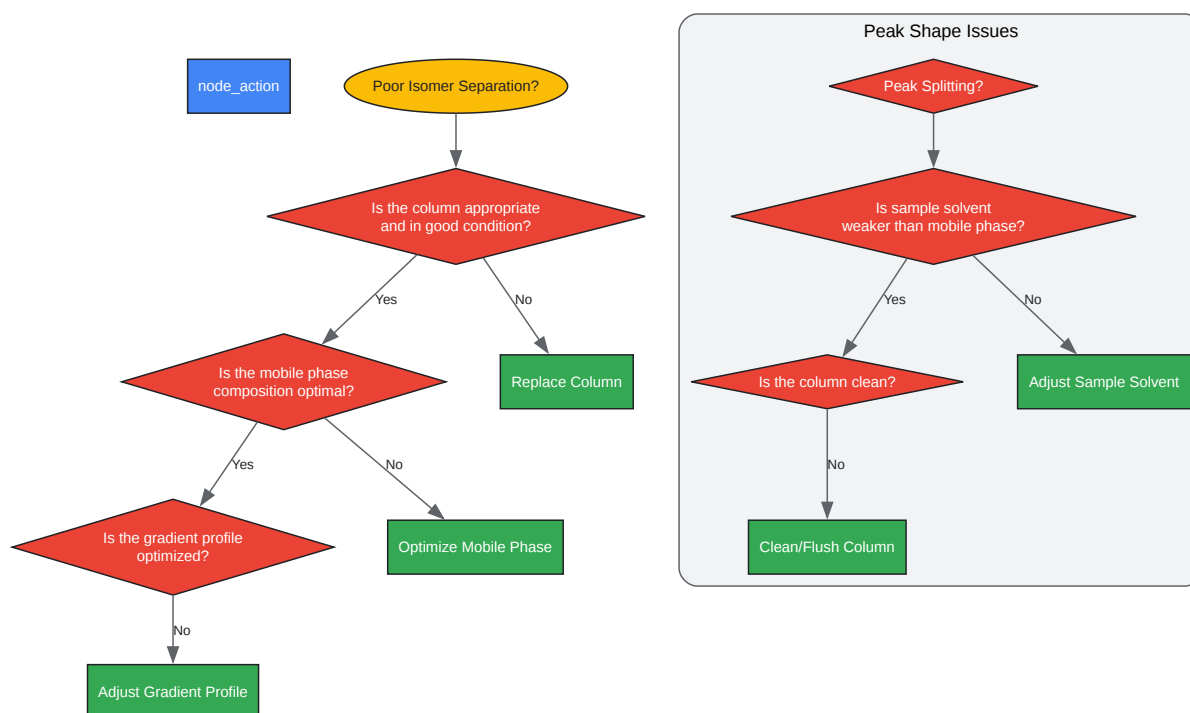 Peak Shape Issues
node_action
Poor Isomer Separation?
Peak Splitting?
Is the column appropriate
and in good condition?
Is sample solvent
weaker than mobile phase?
Yes
No
Yes
No
Is the mobile phase
composition optimal?
Replace Column
Is the column clean?
Adjust Sample Solvent
Yes
No
No
Is the gradient profile
optimized?
Optimize Mobile Phase
Clean/Flush Column
No
Adjust Gradient Profile